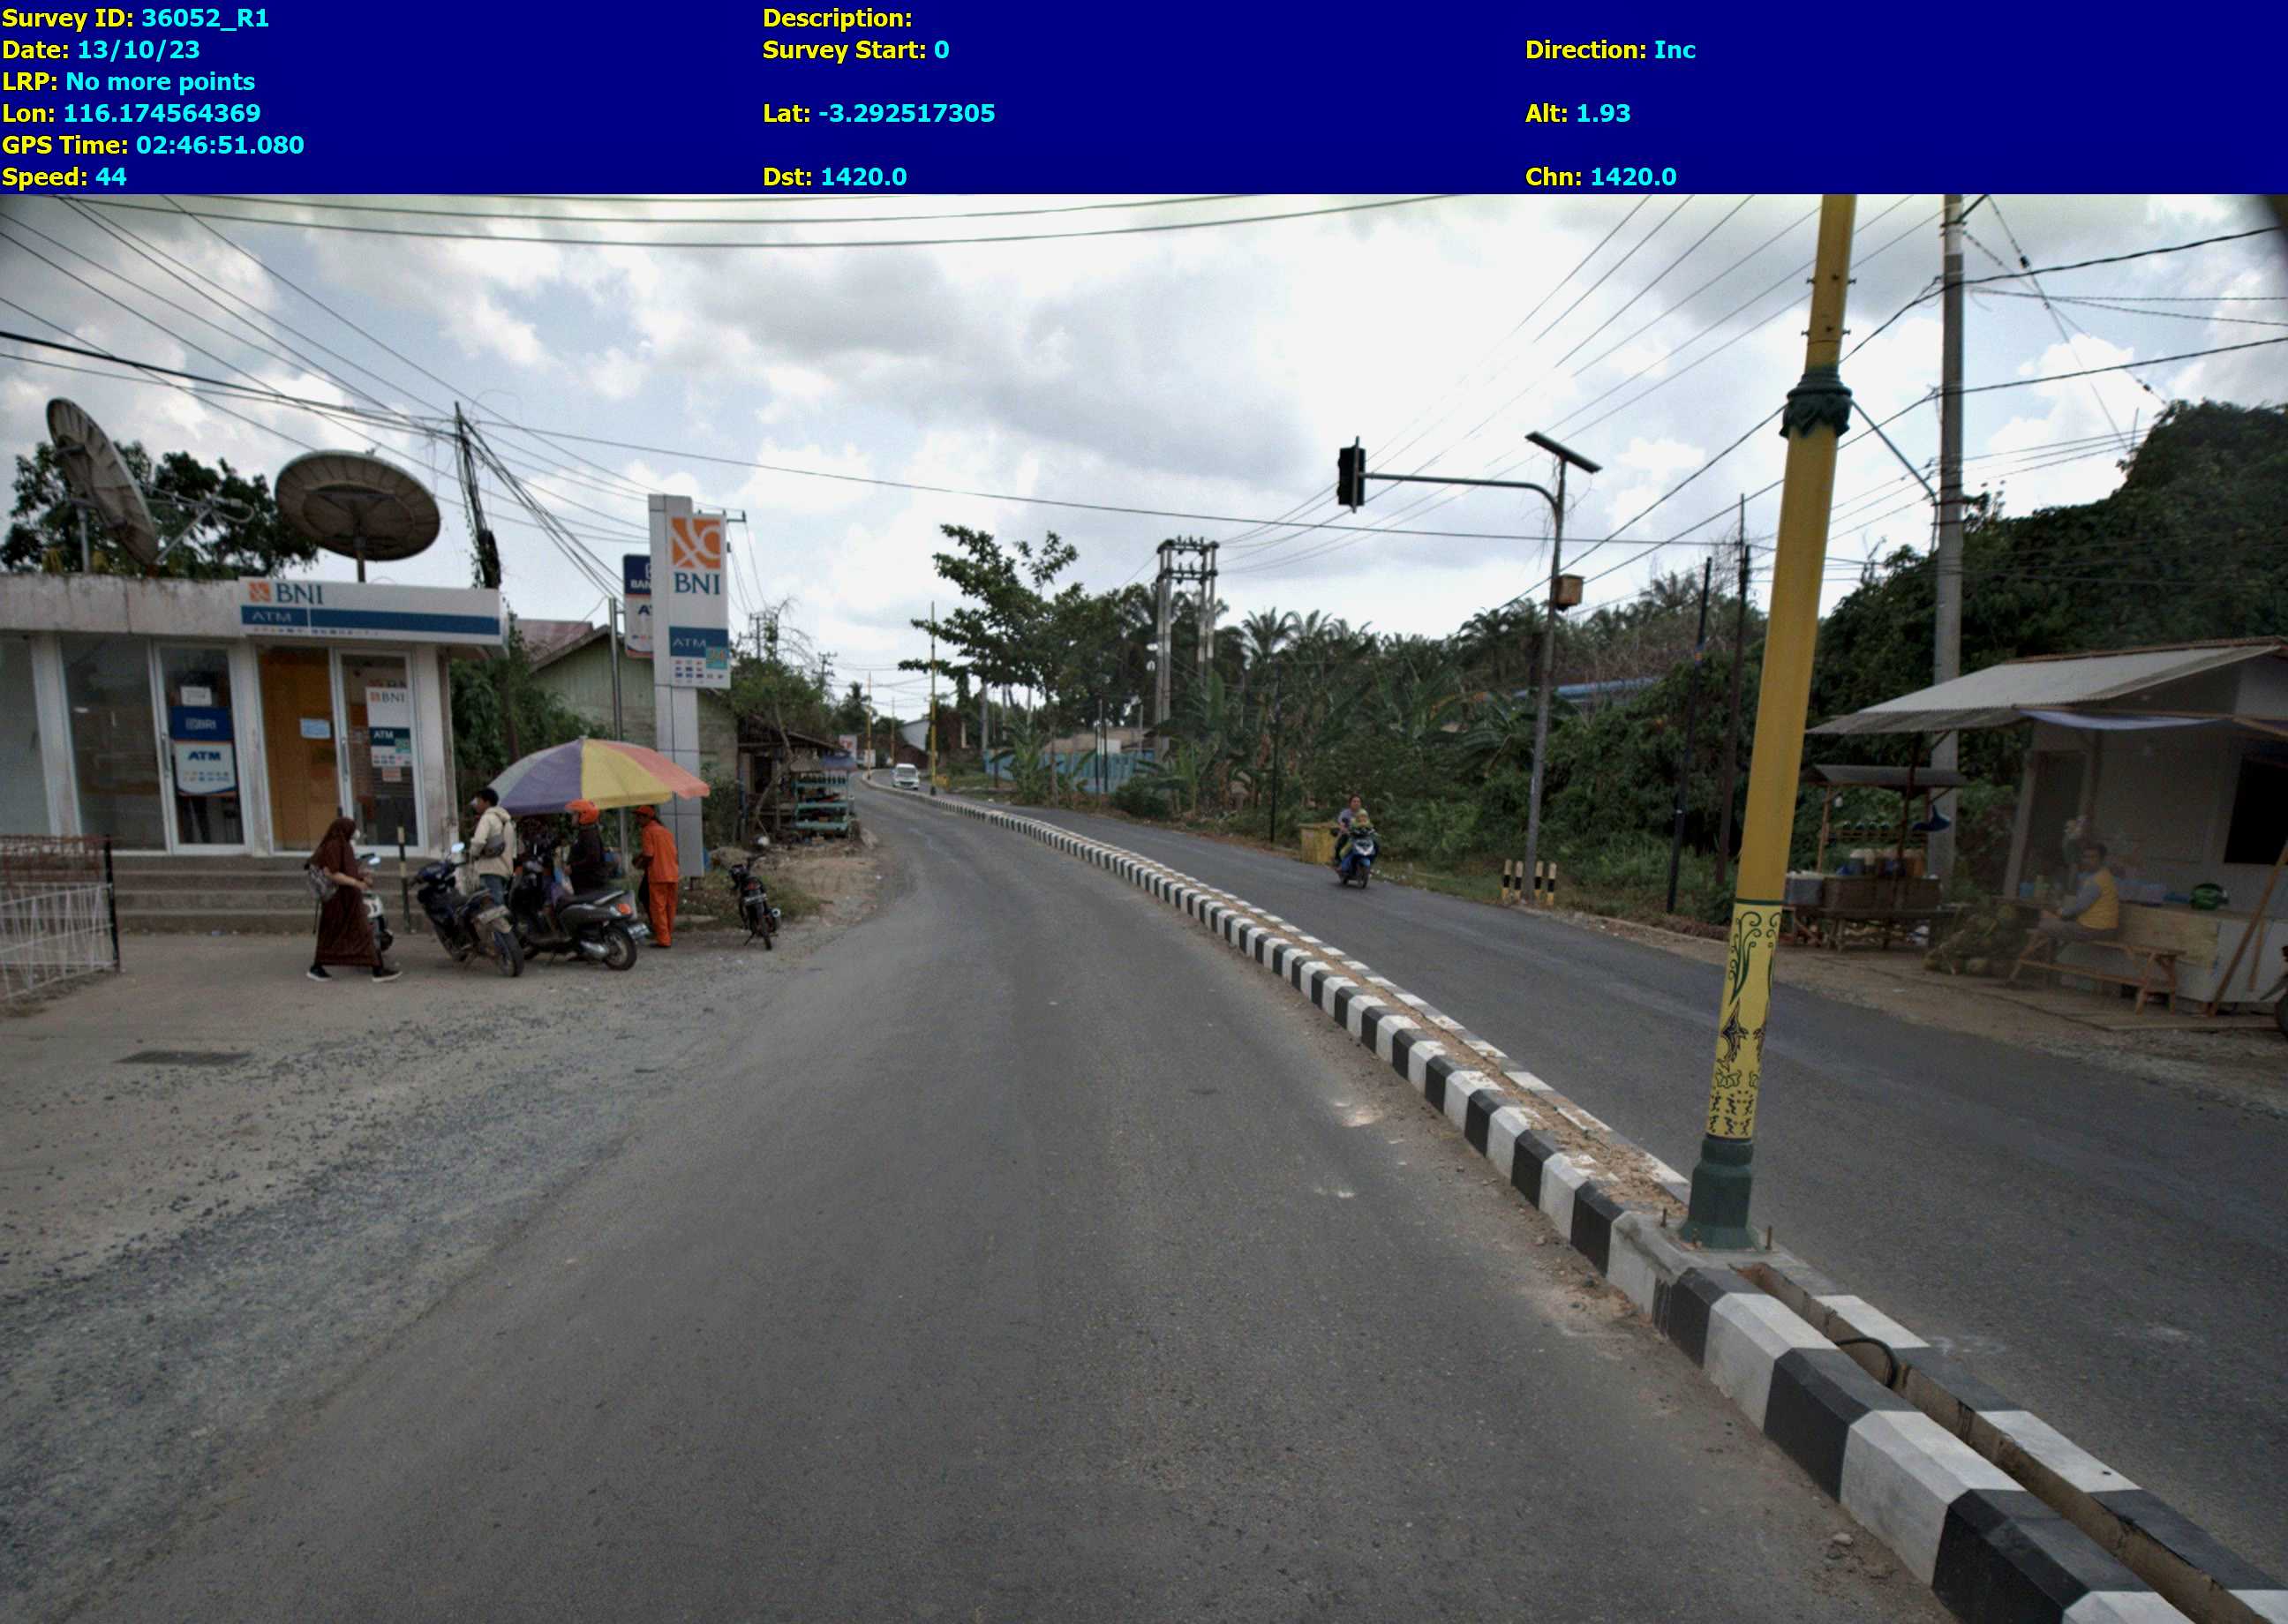 Survey ID: 36052_R1
Description:
Date: 13/10/23
Survey Start: 0
Direction: Inc
LRP: No more points
Lon: 116.174564369
Lat: -3.292517305
Alt: 1.93
GPS Time: 02:46:51.080
Speed: 44
Dst: 1420.0
Chn: 1420.0
BNI
ATM
BNI
ATM
BRI
ATM
BNI
ATM